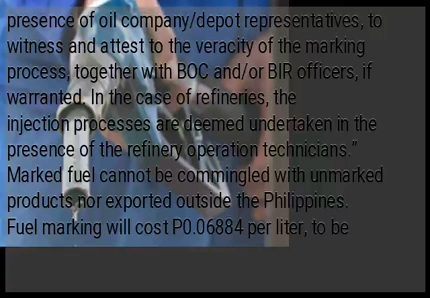 presence of oil company/depot representatives, to
witness and attest to the veracity of the marking
process, together with BOC and/or BIR officers, if
warranted. In the case of refineries, the
injection processes are deemed undertaken in the
presence of the refinery operation technicians.”
Marked fuel cannot be commingled with unmarked
products nor exported outside the Philippines.
Fuel marking will cost P0.06884 per liter, to be